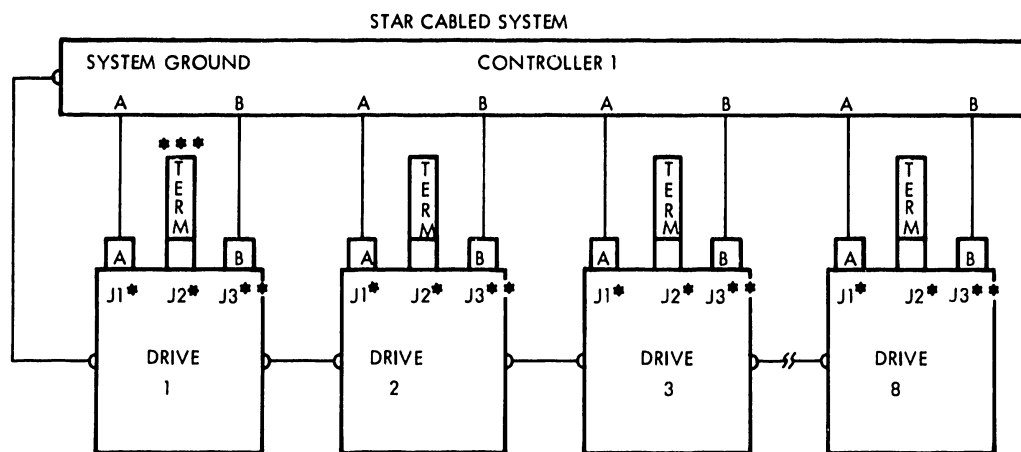 STAR CABLED SYSTEM
SYSTEM GROUND CONTROLLER 1
A B A B A B A B
***
TERM TERM TERM TERM
A B A B A B A B
J1* J2* J3** J1* J2* J3** J1* J2* J3** J1* J2* J3**
DRIVE DRIVE DRIVE DRIVE
1 2 3 8